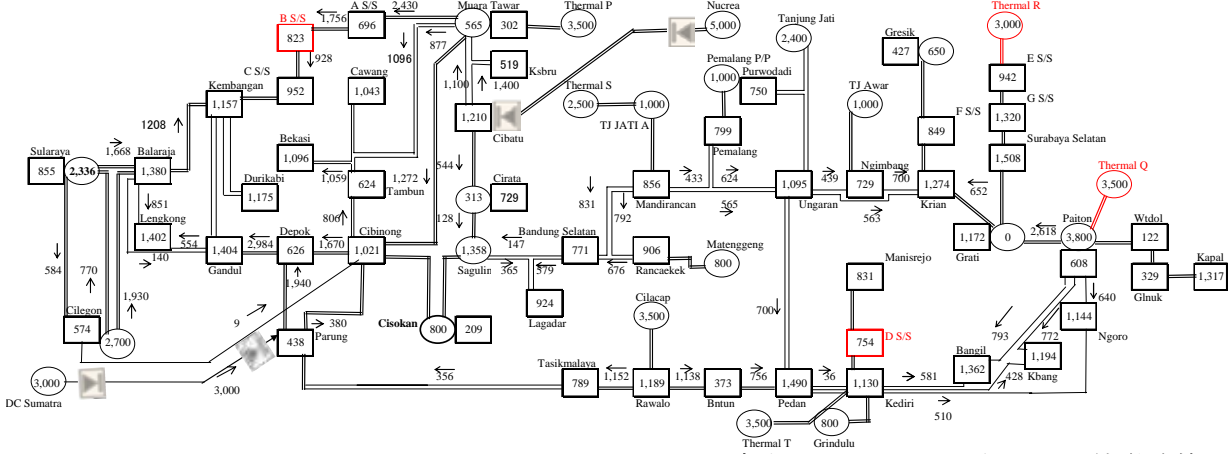 B S/S
A S/S
2,430
Muara Tawar
Thermal P
Nucrea
Tanjung Jati
Thermal R
823
1,756
696
565
302
3,500
5,000
2,400
Gresik
427
650
3,000
928
1096
877
519
Ksbru
1,100
1,400
Pemalang P/P
1,000
Purwodadi
750
E S/S
942
C S/S
952
Cawang
1,043
Thermal S
2,500
1,000
TJ JATI A
TJ Awar
1,000
G S/S
1,320
Kembangan
1,157
1,210
Cibatu
799
Pemalang
F S/S
849
Surabaya Selatan
1,508
1208
Bekasi
1,096
1,668
Sularaya
855
2,336
Balaraja
1,380
1,059
1,272
544
Cirata
729
433
624
439
Ngimbang
700
Thermal Q
3,500
Durikabi
1,175
624
Tambun
313
856
Mandirancan
1,095
Ungaran
729
1,274
Krian
652
851
Lengkong
1,402
806
128
831
792
565
563
554
2,984
Depok
1,670
Cibinong
147
Bandung Selatan
Paiton
2,618
Wtdol
140
1,404
Gandul
626
1,021
1,358
Sagulin
365
579
771
676
906
Rancaekek
Matenggeng
800
1,172
Grati
0
3,800
122
584
770
1,930
1,940
608
Manisrejo
831
329
Glnuk
Kapal
1,317
Cilegon
574
2,700
9
380
438
Parung
Cisokan
800
209
924
Lagadar
Cilacap
3,500
700
754
D S/S
793
772
640
1,144
Ngoro
Bangil
1,362
1,194
Kbang
428
DC Sumatra
3,000
3,000
356
Tasikmalaya
789
1,152
1,189
Rawalo
1,138
373
Bntun
756
1,490
Pedan
36
1,130
Kediri
581
510
3,500
Thermal T
800
Grindulu